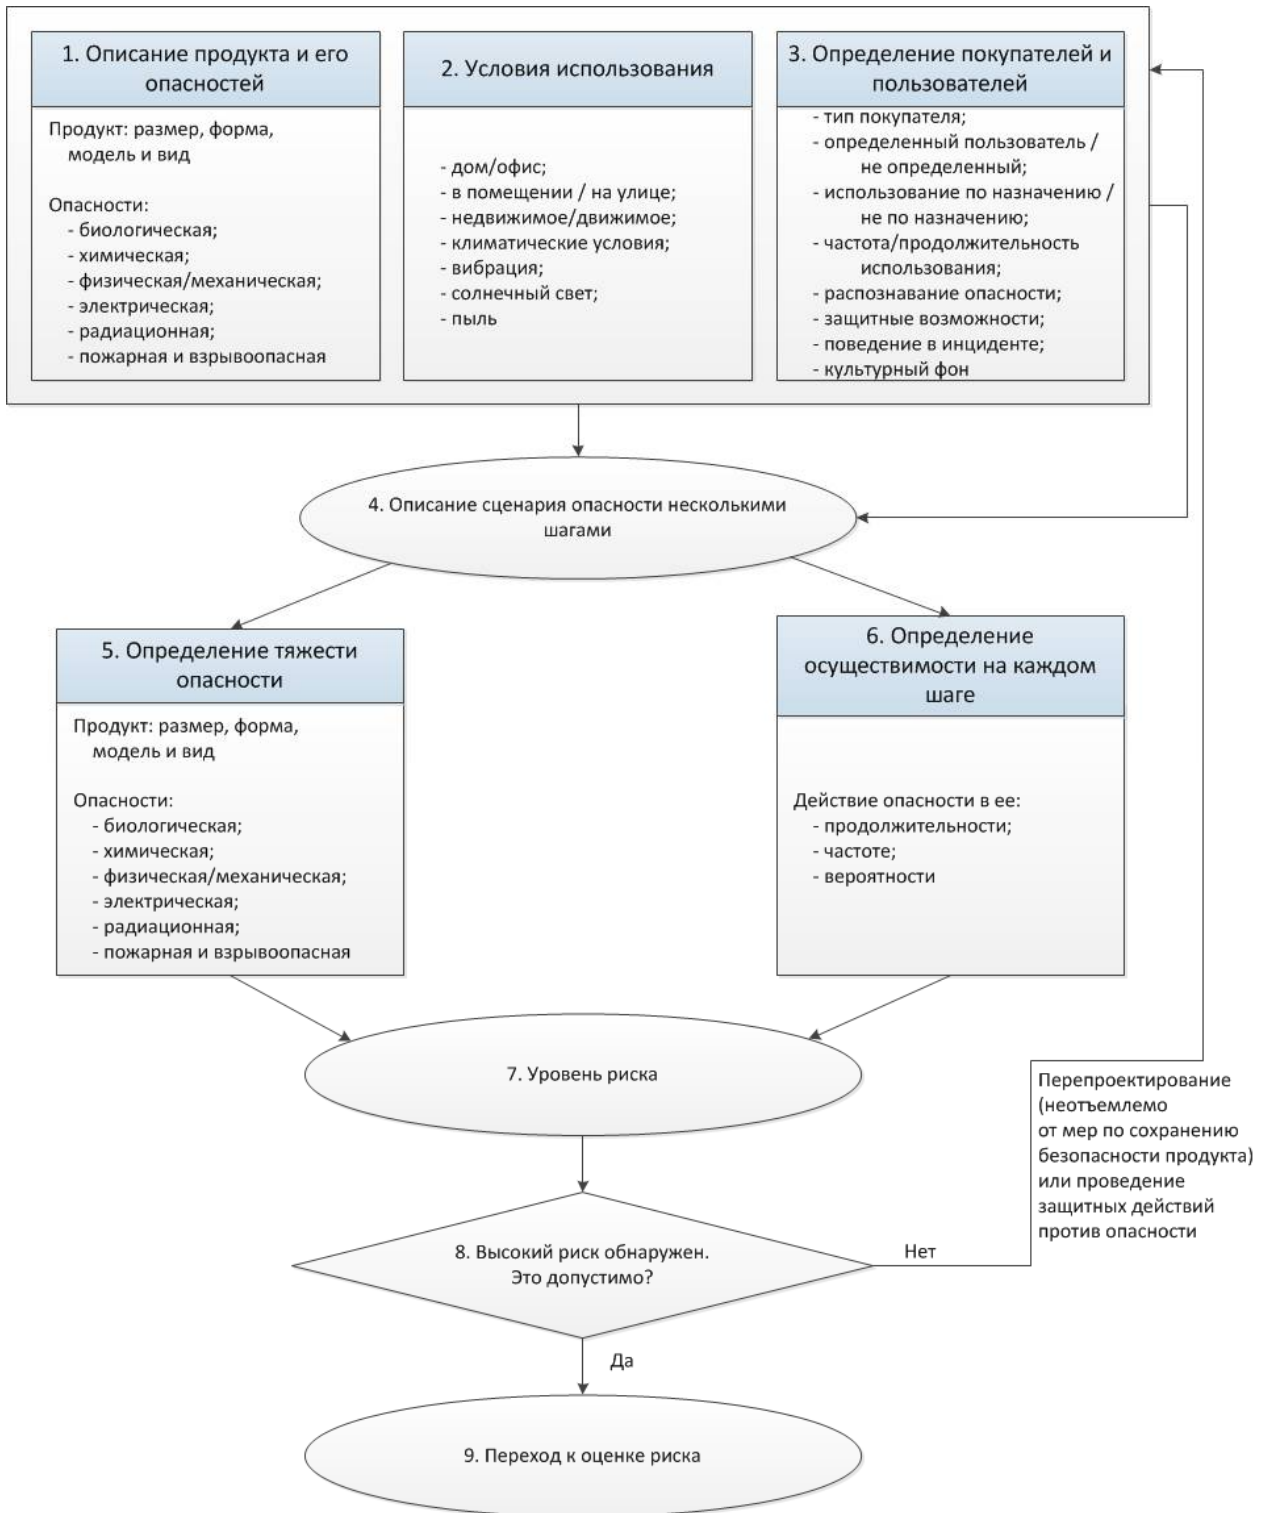 1. Описание продукта и его
опасностей
Продукт: размер, форма,
модель и вид
Опасности:
- биологическая;
- химическая;
- физическая/механическая;
- электрическая;
- радиационная;
- пожарная и взрывоопасная
2. Условия использования
- дом/офис;
- в помещении / на улице;
- недвижимое/движимое;
- климатические условия;
- вибрация;
- солнечный свет;
- пыль
3. Определение покупателей и
пользователей
- тип покупателя;
- определенный пользователь /
не определенный;
- использование по назначению /
не по назначению;
- частота/продолжительность
использования;
- распознавание опасности;
- защитные возможности;
- поведение в инциденте;
- культурный фон
4. Описание сценария опасности несколькими
шагами
5. Определение тяжести
опасности
Продукт: размер, форма,
модель и вид
Опасности:
- биологическая;
- химическая;
- физическая/механическая;
- электрическая;
- радиационная;
- пожарная и взрывоопасная
6. Определение
осуществимости на каждом
шаге
Действие опасности в ее:
- продолжительности;
- частоте;
- вероятности
7. Уровень риска
Перепроектирование
(неотъемлемо
от мер по сохранению
безопасности продукта)
или проведение
защитных действий
против опасности
8. Высокий риск обнаружен.
Это допустимо?
Нет
Да
9. Переход к оценке риска